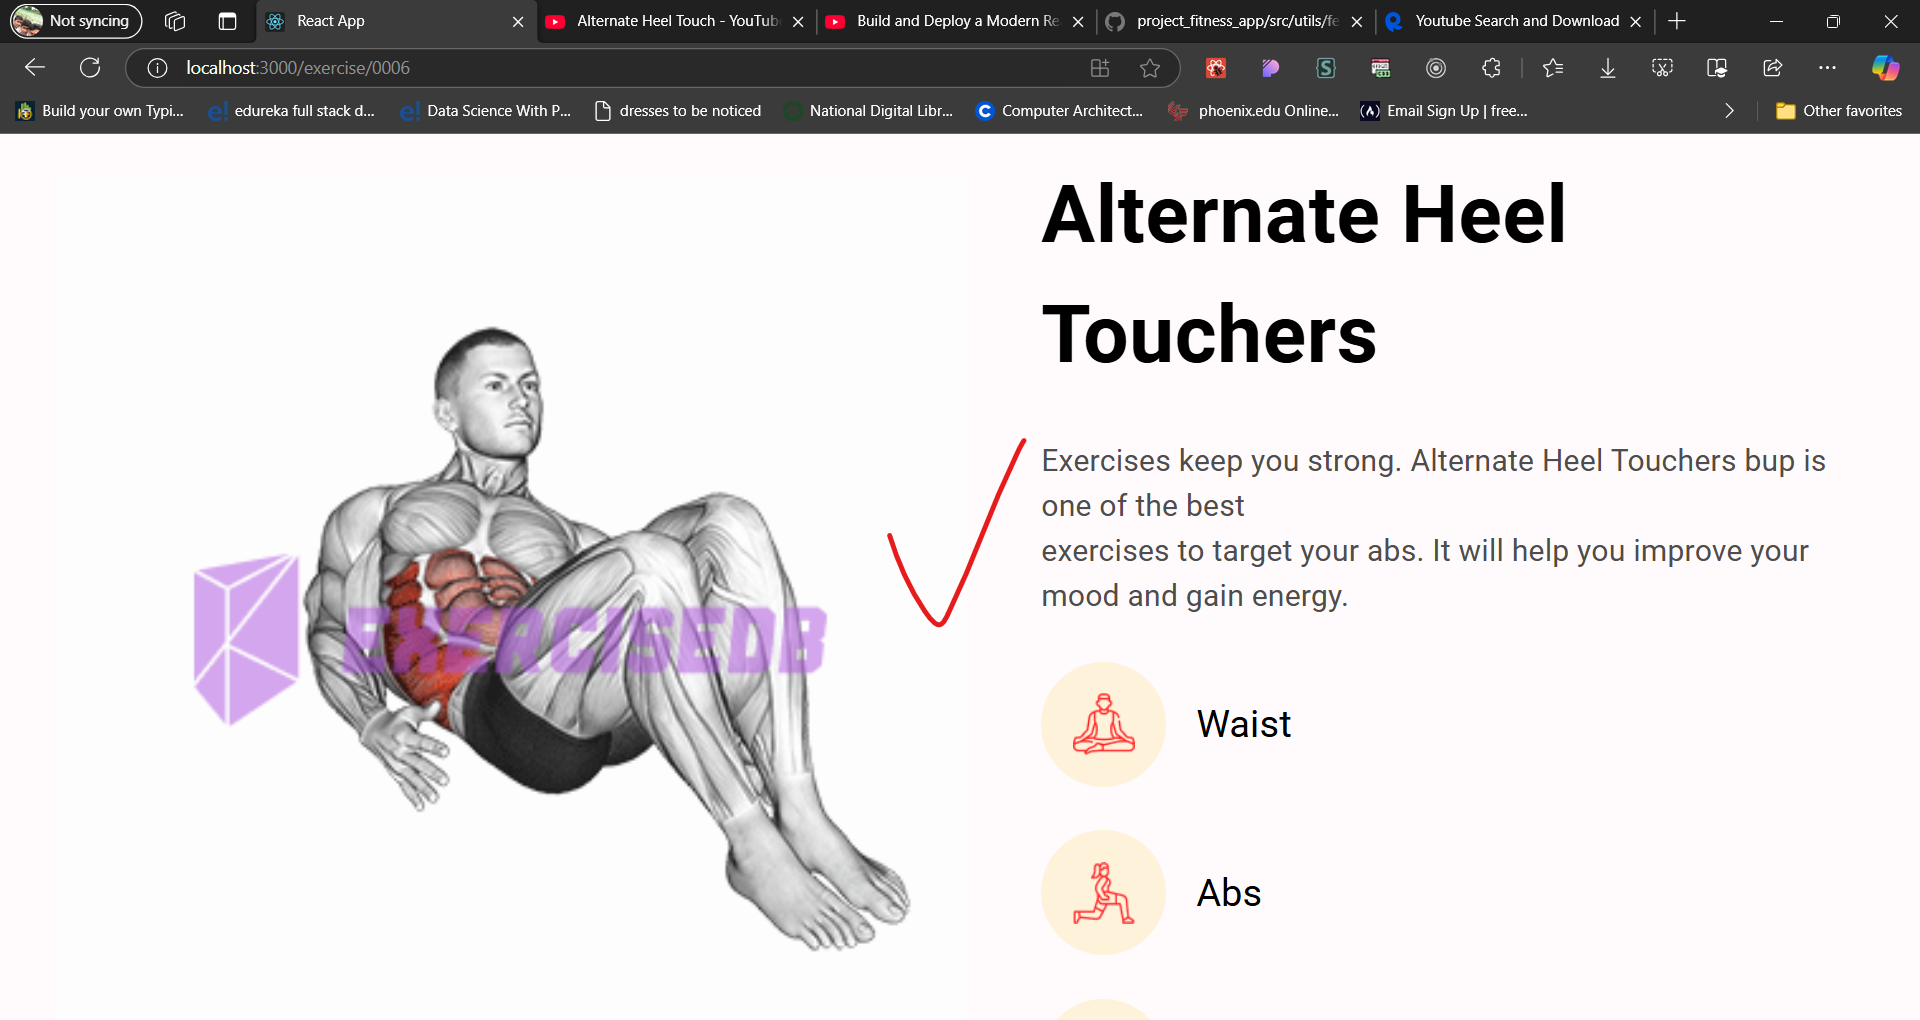 Not syncing
React App
Alternate Heel Touch - YouTub
Build and Deploy a Modern Re
project_fitness_app/src/utils/fe
Youtube Search and Download
localhost:3000/exercise/0006
Build your own Typi...
edureka full stack d...
Data Science With P...
dresses to be noticed
National Digital Libr...
Computer Architect...
phoenix.edu Online...
Email Sign Up | free...
Other favorites
Alternate Heel
Touchers
Exercises keep you strong. Alternate Heel Touchers bup is
one of the best
exercises to target your abs. It will help you improve your
mood and gain energy.
EXERCISEDB
Waist
Abs